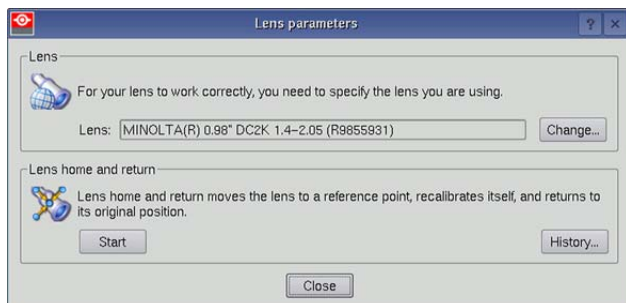 Lens parameters
Lens
For your lens to work correctly, you need to specify the lens you are using.
Lens: MINOLTA(R) 0.98" DC2K 1.4-2.05 (R9855931) Change...
Lens home and return
Lens home and return moves the lens to a reference point, recalibrates itself, and returns to
its original position.
Start History...
Close